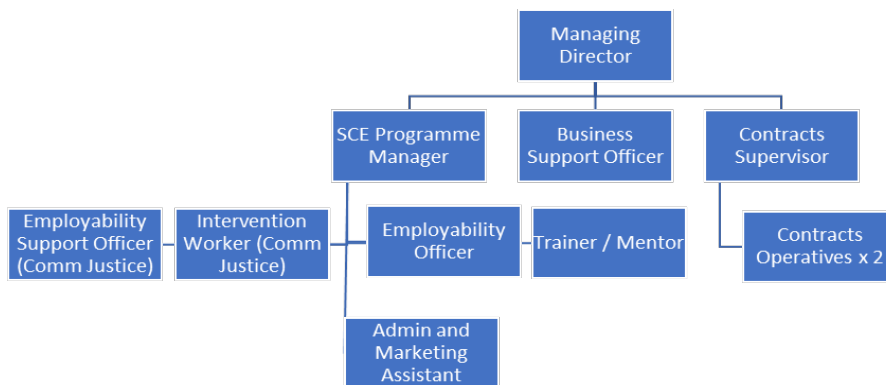 Managing
Director
SCE Programme
Manager
Business
Support Officer
Contracts
Supervisor
Employability
Support Officer
(Comm Justice)
Intervention
Worker (Comm
Justice)
Employability
Officer
Trainer / Mentor
Contracts
Operatives x 2
Admin and
Marketing
Assistant